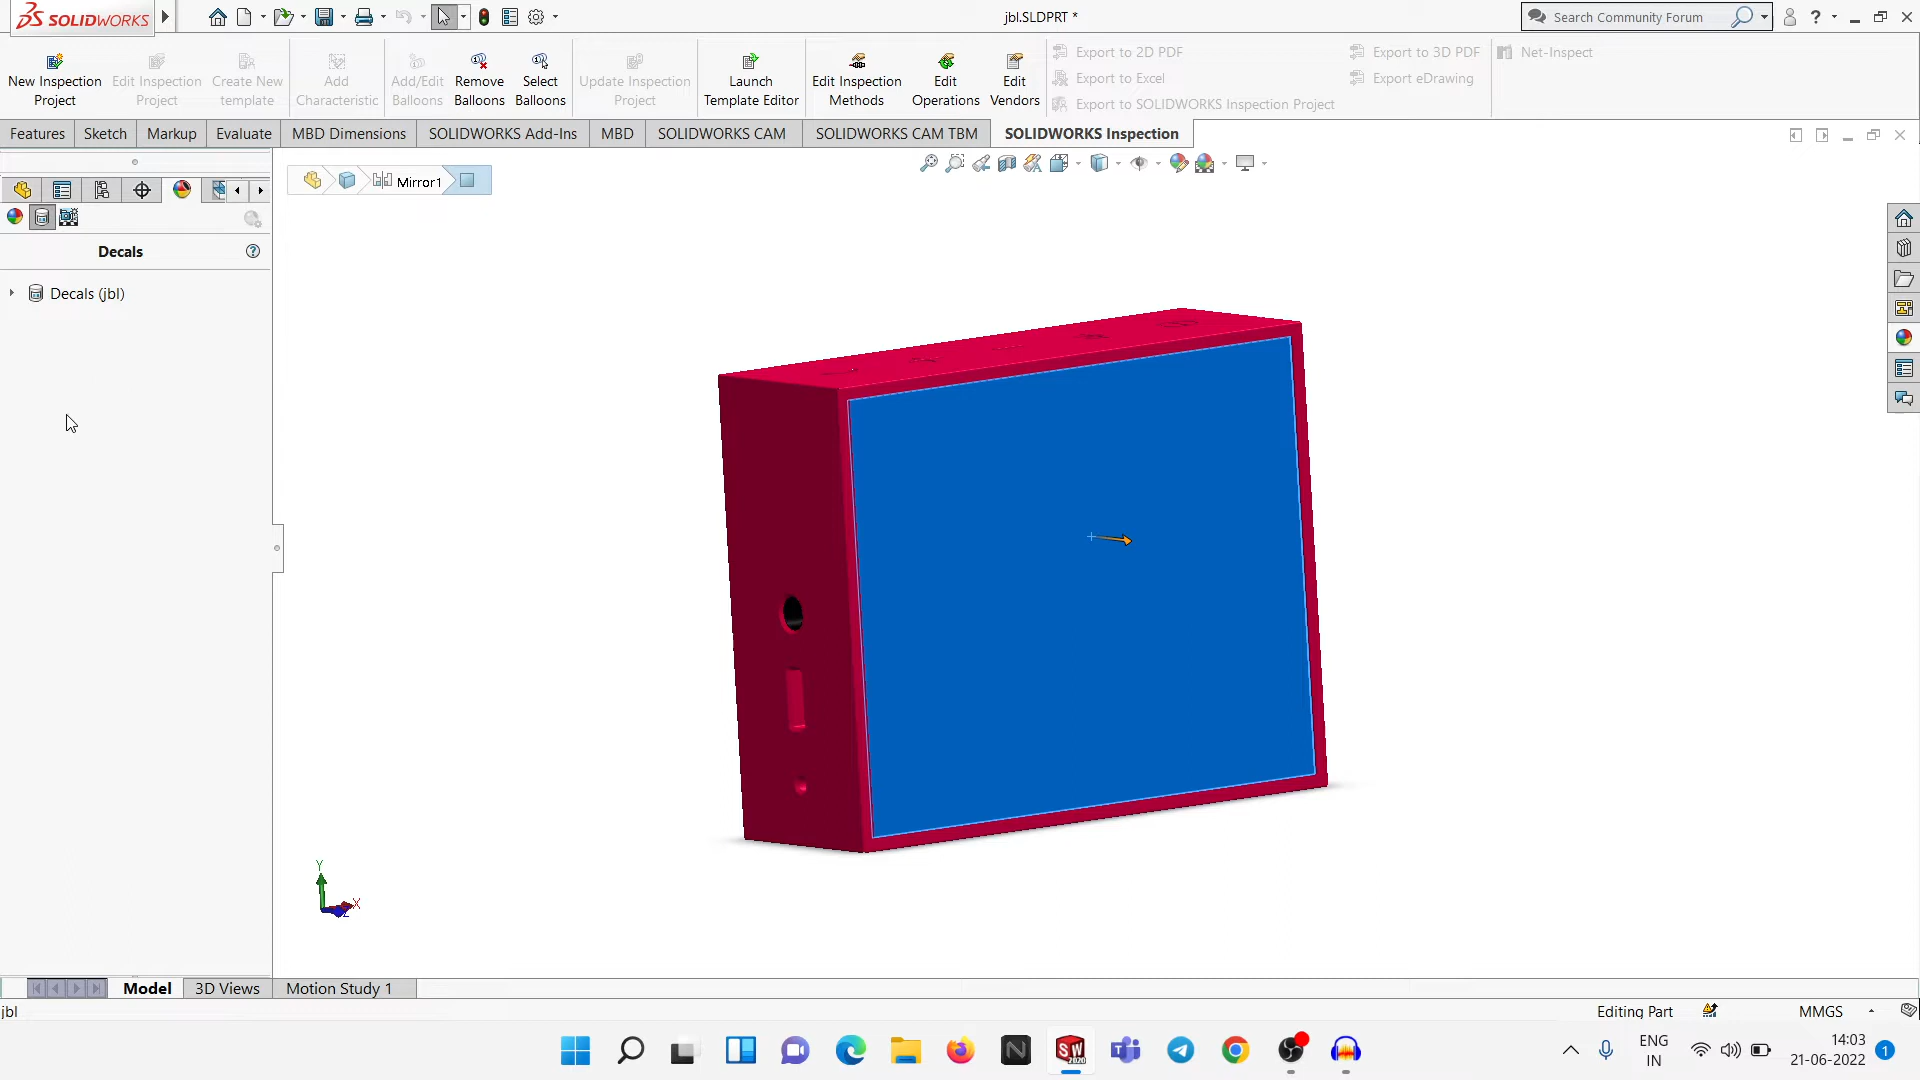 SOLIDWORKS
jbl.SLDPRT *
Search Community Forum
New Inspection
Project
Edit Inspection
Project
Create New
template
Add
Characteristic
Add/Edit
Balloons
Remove
Balloons
Select
Balloons
Update Inspection
Project
Launch
Template Editor
Edit Inspection
Methods
Edit
Operations
Edit
Vendors
Export to 2D PDF
Export to Excel
Export to SOLIDWORKS Inspection Project
Export to 3D PDF
Export eDrawing
Net-Inspect
Features
Sketch
Markup
Evaluate
MBD Dimensions
SOLIDWORKS Add-Ins
MBD
SOLIDWORKS CAM
SOLIDWORKS CAM TBM
SOLIDWORKS Inspection
Mirror1
Decals
Decals (jbl)
Y
X
Z
Model
3D Views
Motion Study 1
jbl
Editing Part
MMGS
SW
2020
ENG
IN
14:03
21-06-2022
1